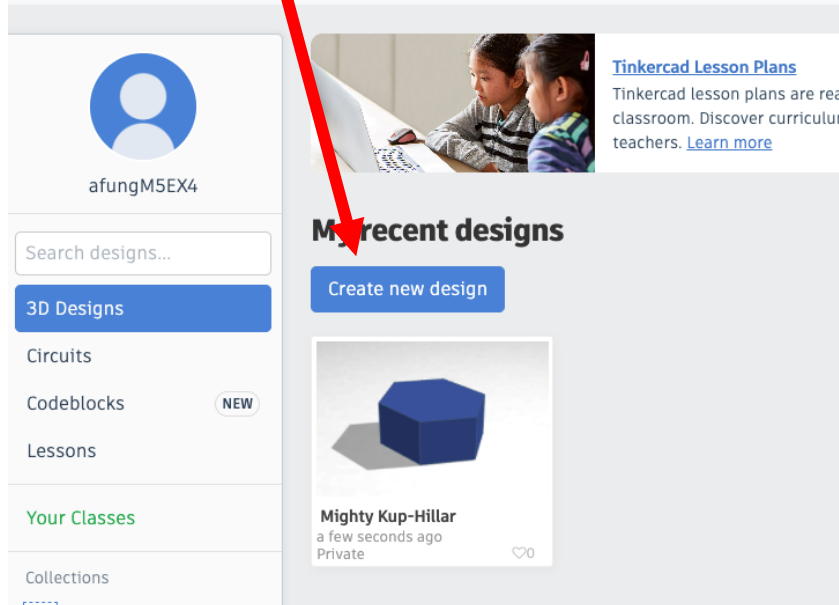 afungM5EX4
Search designs...
3D Designs
Circuits
Codeblocks NEW
Lessons
Your Classes
Collections
Tinkercad Lesson Plans
Tinkercad lesson plans are
classroom. Discover
teachers. Learn more
My recent designs
Create new design
Mighty Kup-Hillar
a few seconds ago
Private 0